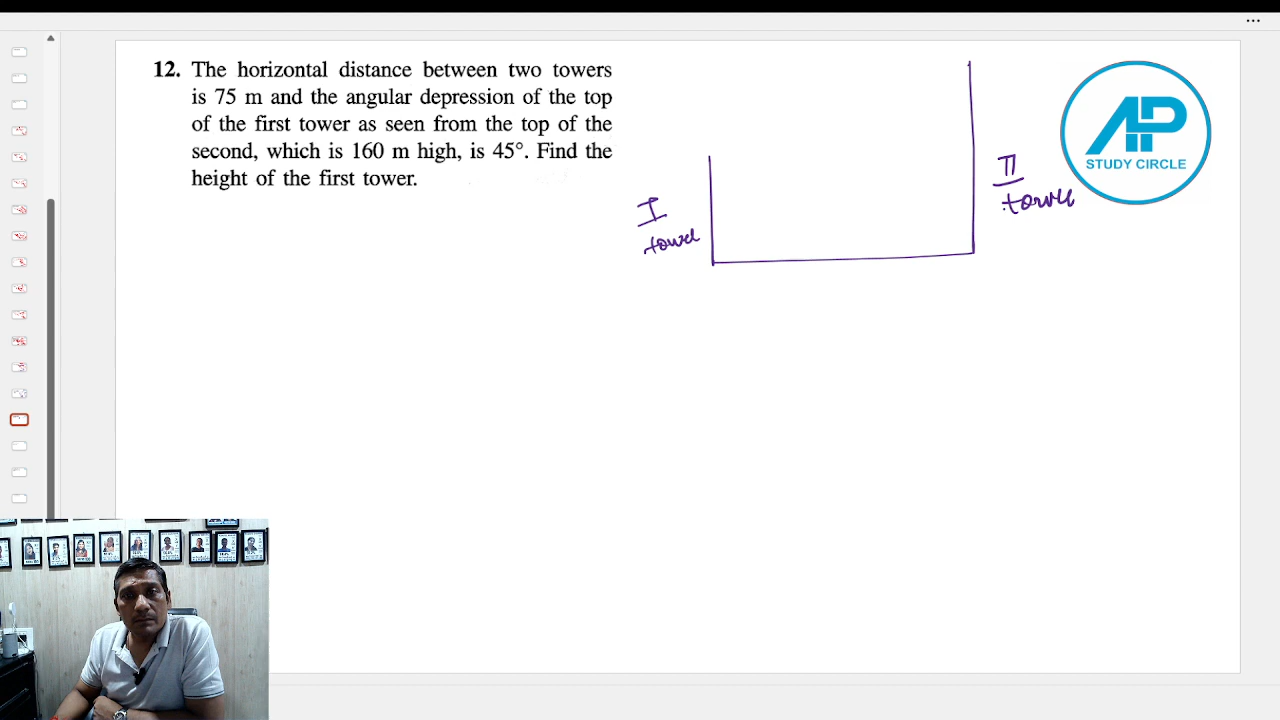 12. The horizontal distance between two towers
is 75 m and the angular depression of the top
of the first tower as seen from the top of the
second, which is 160 m high, is 45°. Find the
height of the first tower.
I
towel
II
towel
AP
STUDY CIRCLE